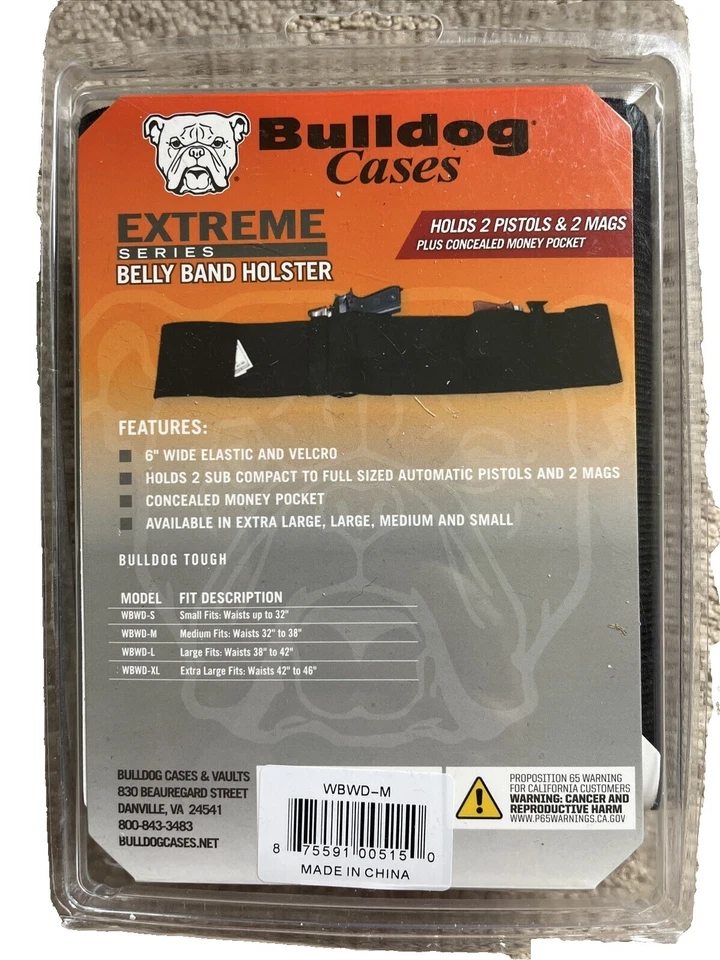 Bulldog
Cases
EXTREME
SERIES
BELLY BAND HOLSTER
HOLDS 2 PISTOLS & 2 MAGS
PLUS CONCEALED MONEY POCKET
FEATURES:
6" WIDE ELASTIC AND VELCRO
HOLDS 2 SUB COMPACT TO FULL SIZED AUTOMATIC PISTOLS AND 2 MAGS
CONCEALED MONEY POCKET
AVAILABLE IN EXTRA LARGE, LARGE, MEDIUM AND SMALL
BULLDOG TOUGH
MODEL FIT DESCRIPTION
WBWD-S Small Fits: Waists up to 32"
WBWD-M Medium Fits: Waists 32" to 38"
WBWD-L Large Fits: Waists 38" to 42"
WBWD-XL Extra Large Fits: Waists 42" to 46"
BULLDOG CASES & VAULTS
830 BEAUREGARD STREET
DANVILLE, VA 24541
800-843-3483
BULLDOGCASES.NET
WBWD-M
8 75591 00515 0
MADE IN CHINA
PROPOSITION 65 WARNING
FOR CALIFORNIA CUSTOMERS
WARNING: CANCER AND
REPRODUCTIVE HARM
WWW.P65WARNINGS.CA.GOV